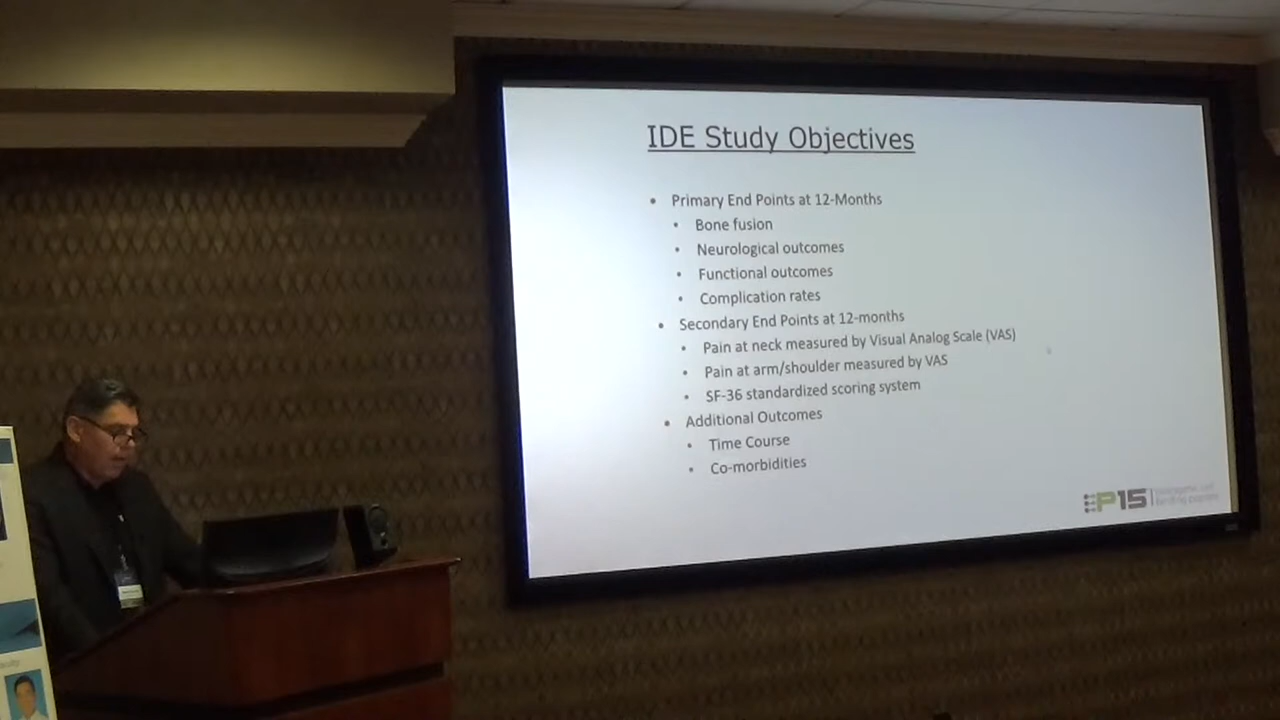 IDE Study Objectives
• Primary End Points at 12-Months
• Bone fusion
• Neurological outcomes
• Functional outcomes
• Complication rates
• Secondary End Points at 12-months
• Pain at neck measured by Visual Analog Scale (VAS)
• Pain at arm/shoulder measured by VAS
• SF-36 standardized scoring system
• Additional Outcomes
• Time Course
• Co-morbidities
P15